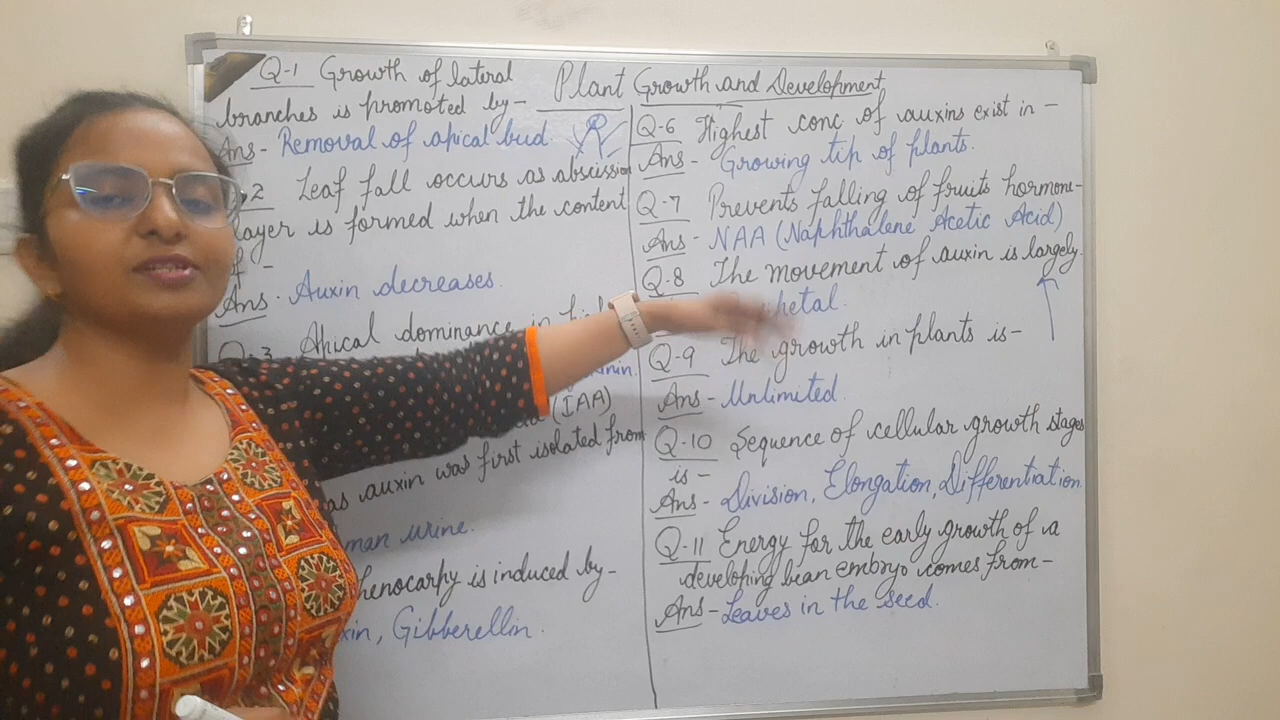 Plant Growth and Development
Q-1 Growth of lateral
branches is promoted by-
Ans- Removal of apical bud
2 Leaf fall occurs as abscission
layer is formed when the content
-
Ans- Auxin decreases.
Q-3 Apical dominance in
(IAA)
as auxin was first isolated from
urine.
is induced by-
Gibberellin.
Q-6 Highest conc of auxins exist in -
Ans- Growing tip of plants.
Q-7 Prevents falling of fruits hormone-
Ans- NAA (Naphthalene Acetic Acid)
Q-8 The movement of auxin is largely.
Q-9 The growth in plants is-
Ans- Unlimited.
Q-10 Sequence of cellular growth stages
is-
Ans- Division, Elongation, Differentiation.
Q-11 Energy for the early growth of a
developing bean embryo comes from-
Ans- Leaves in the seed.